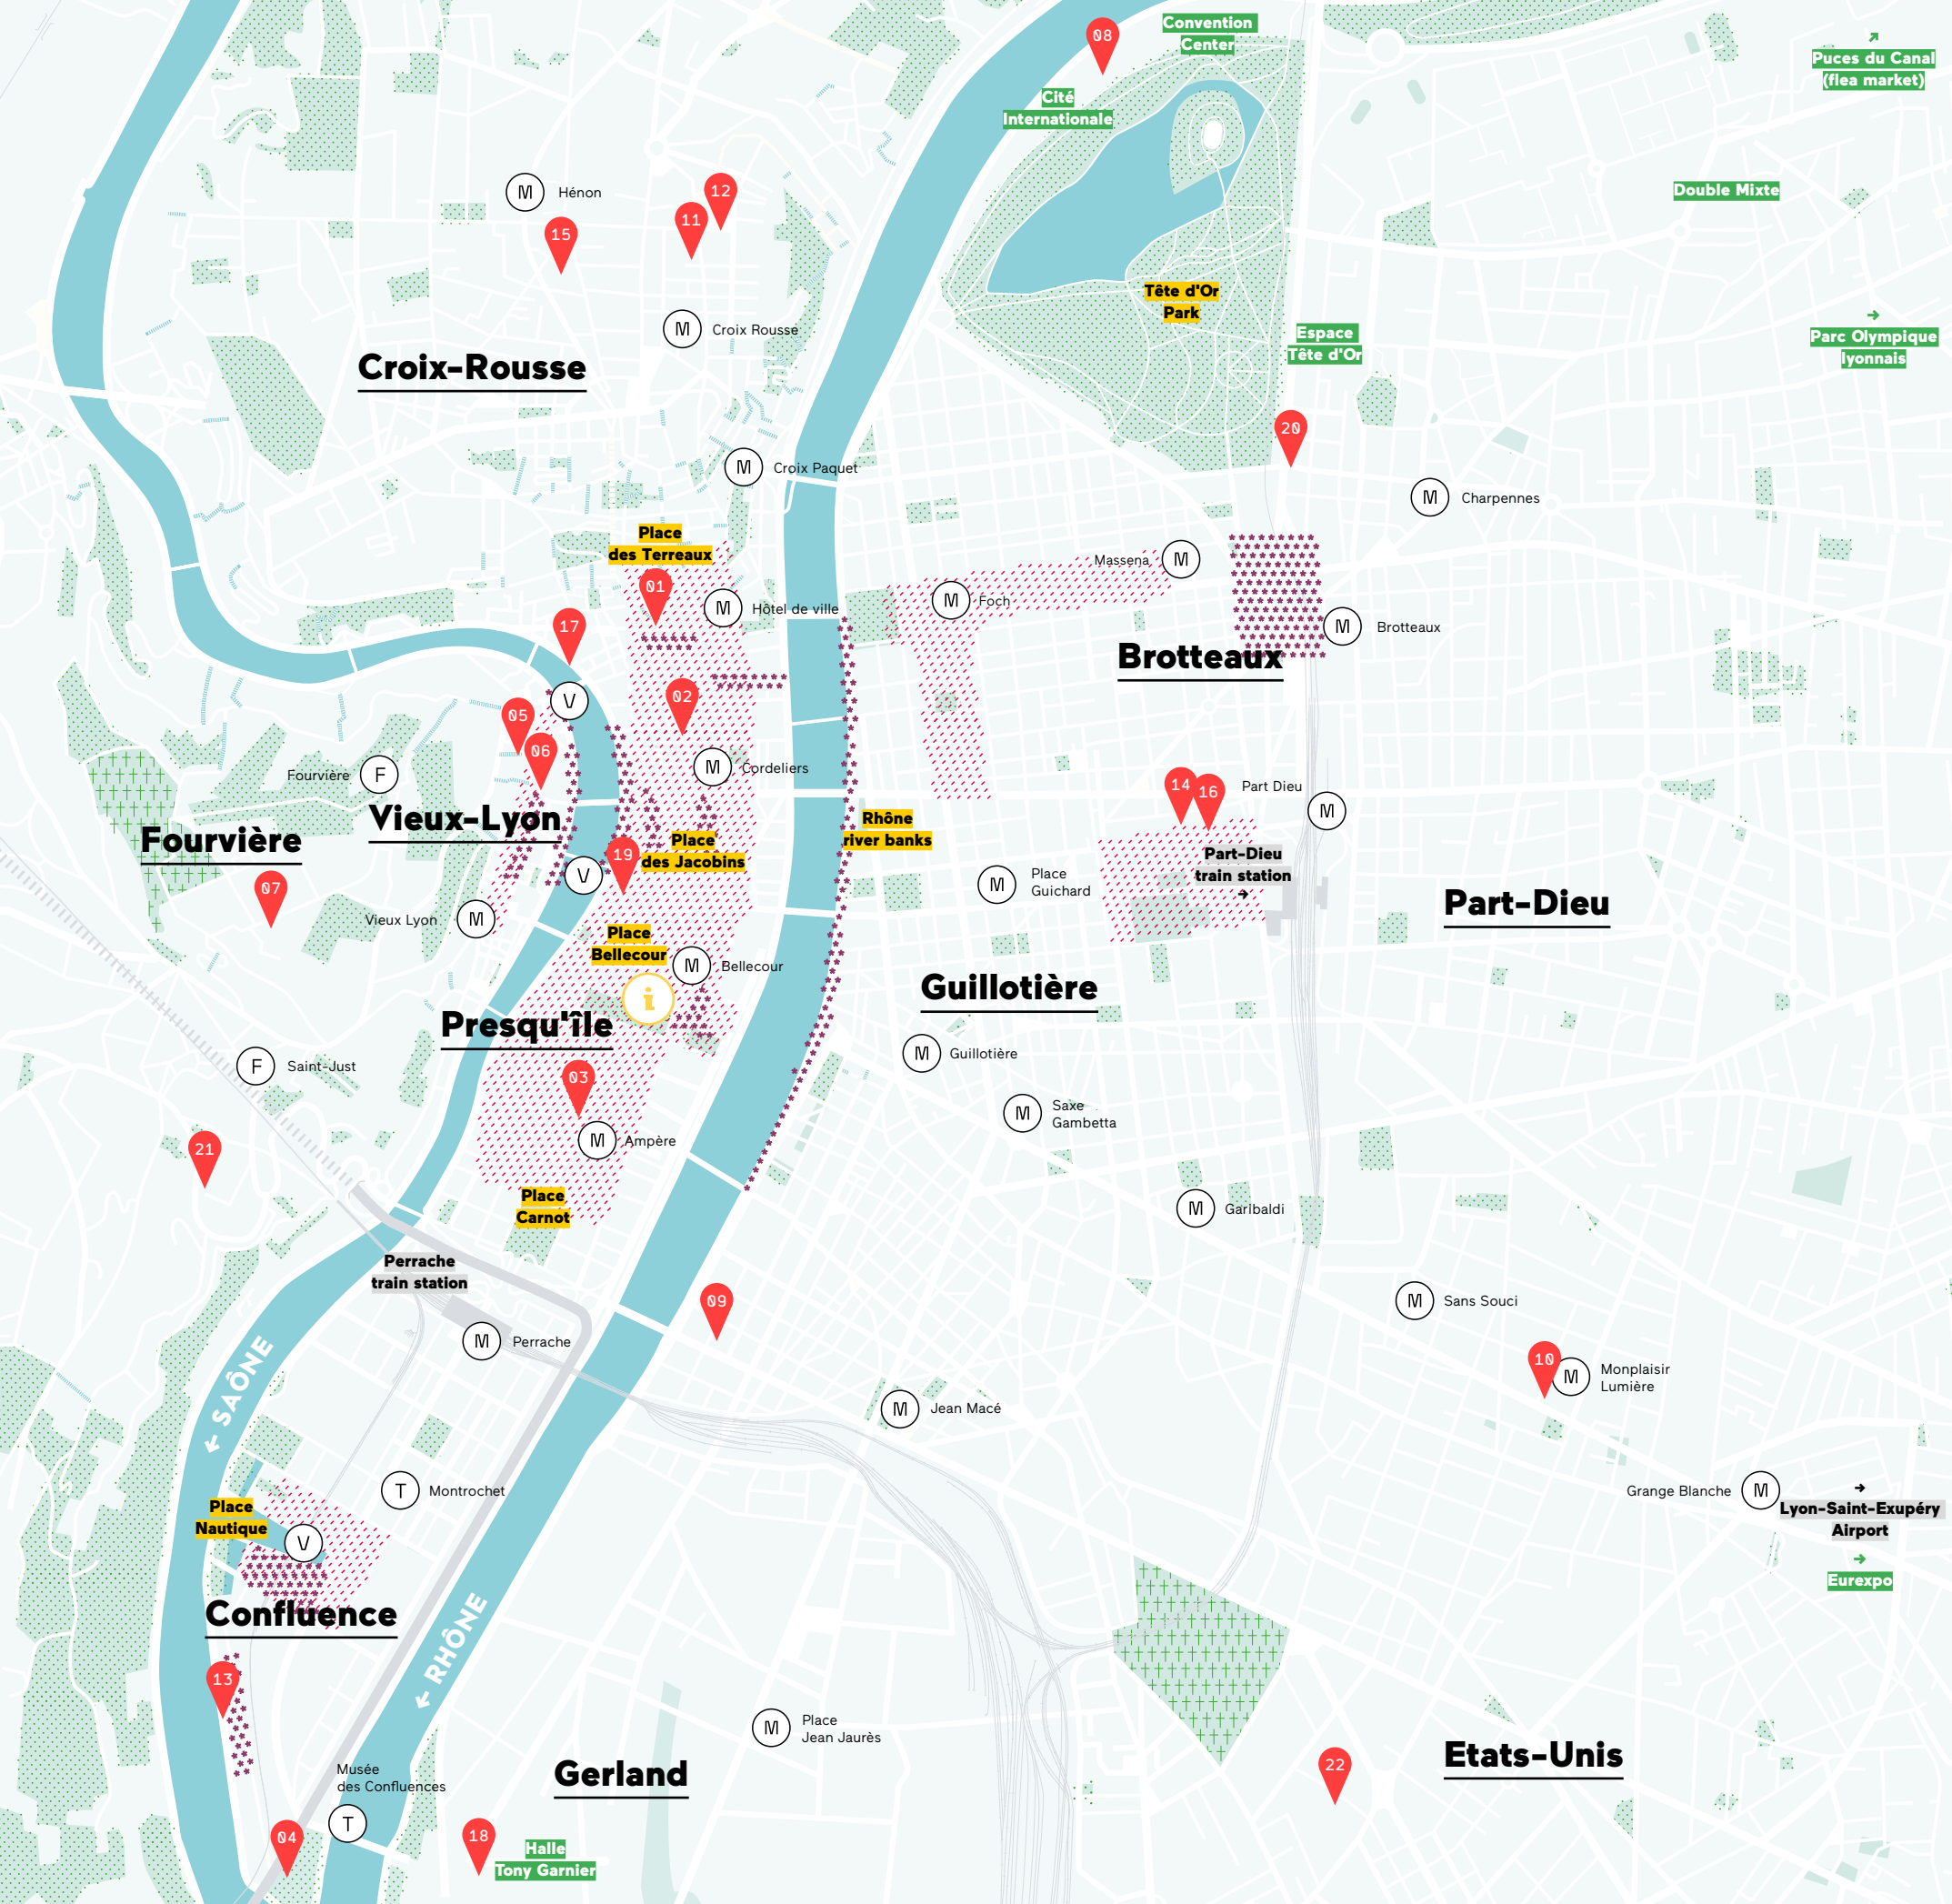 08
Convention
Center
Puces du Canal
(flea market)
Cité
Internationale
Double Mixte
M
Hénon
12
11
15
Tête d'Or
Park
M
Croix Rousse
Espace
Tête d'Or
Parc Olympique
lyonnais
Croix-Rousse
20
M
Croix Paquet
M
Charpennes
Place
des Terreaux
Massena
M
01
M
Hôtel de ville
M
Foch
17
M
Brotteaux
Brotteaux
02
V
05
06
Fourvière
F
M
Cordeliers
14
16
Part Dieu
M
Vieux-Lyon
Fourvière
Rhône
river banks
Place
des Jacobins
19
V
Part-Dieu
train station
07
M
Place
Guichard
Part-Dieu
Vieux Lyon
M
Place
Bellecour
M
Bellecour
i
Guillotière
Presqu'île
M
Guillotière
F
Saint-Just
03
M
Saxe
Gambetta
M
Ampère
21
Place
Carnot
M
Garibaldi
Perrache
train station
09
M
Sans Souci
M
Perrache
10
M
Monplaisir
Lumière
← SAÔNE
M
Jean Macé
T
Montrochet
Grange Blanche
M
Lyon-Saint-Exupéry
Airport
Place
Nautique
V
Eurexpo
Confluence
← RHÔNE
13
M
Place
Jean Jaurès
Etats-Unis
22
Gerland
Musée
des Confluences
T
04
18
Halle
Tony Garnier